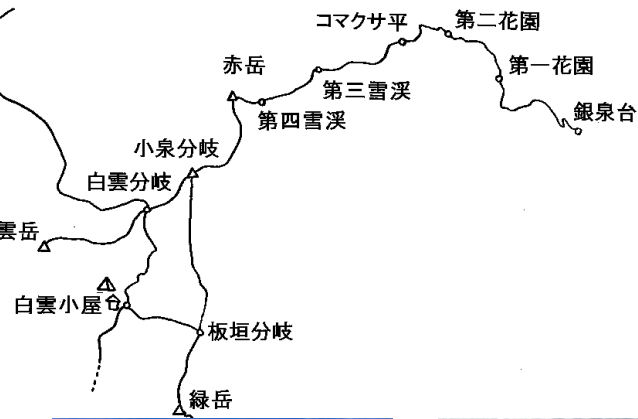 コマクサ平
第二花園
赤岳
第一花園
第三雪渓
第四雪渓
銀泉台
小泉分岐
白雲分岐
雲岳
白雲小屋
板垣分岐
緑岳